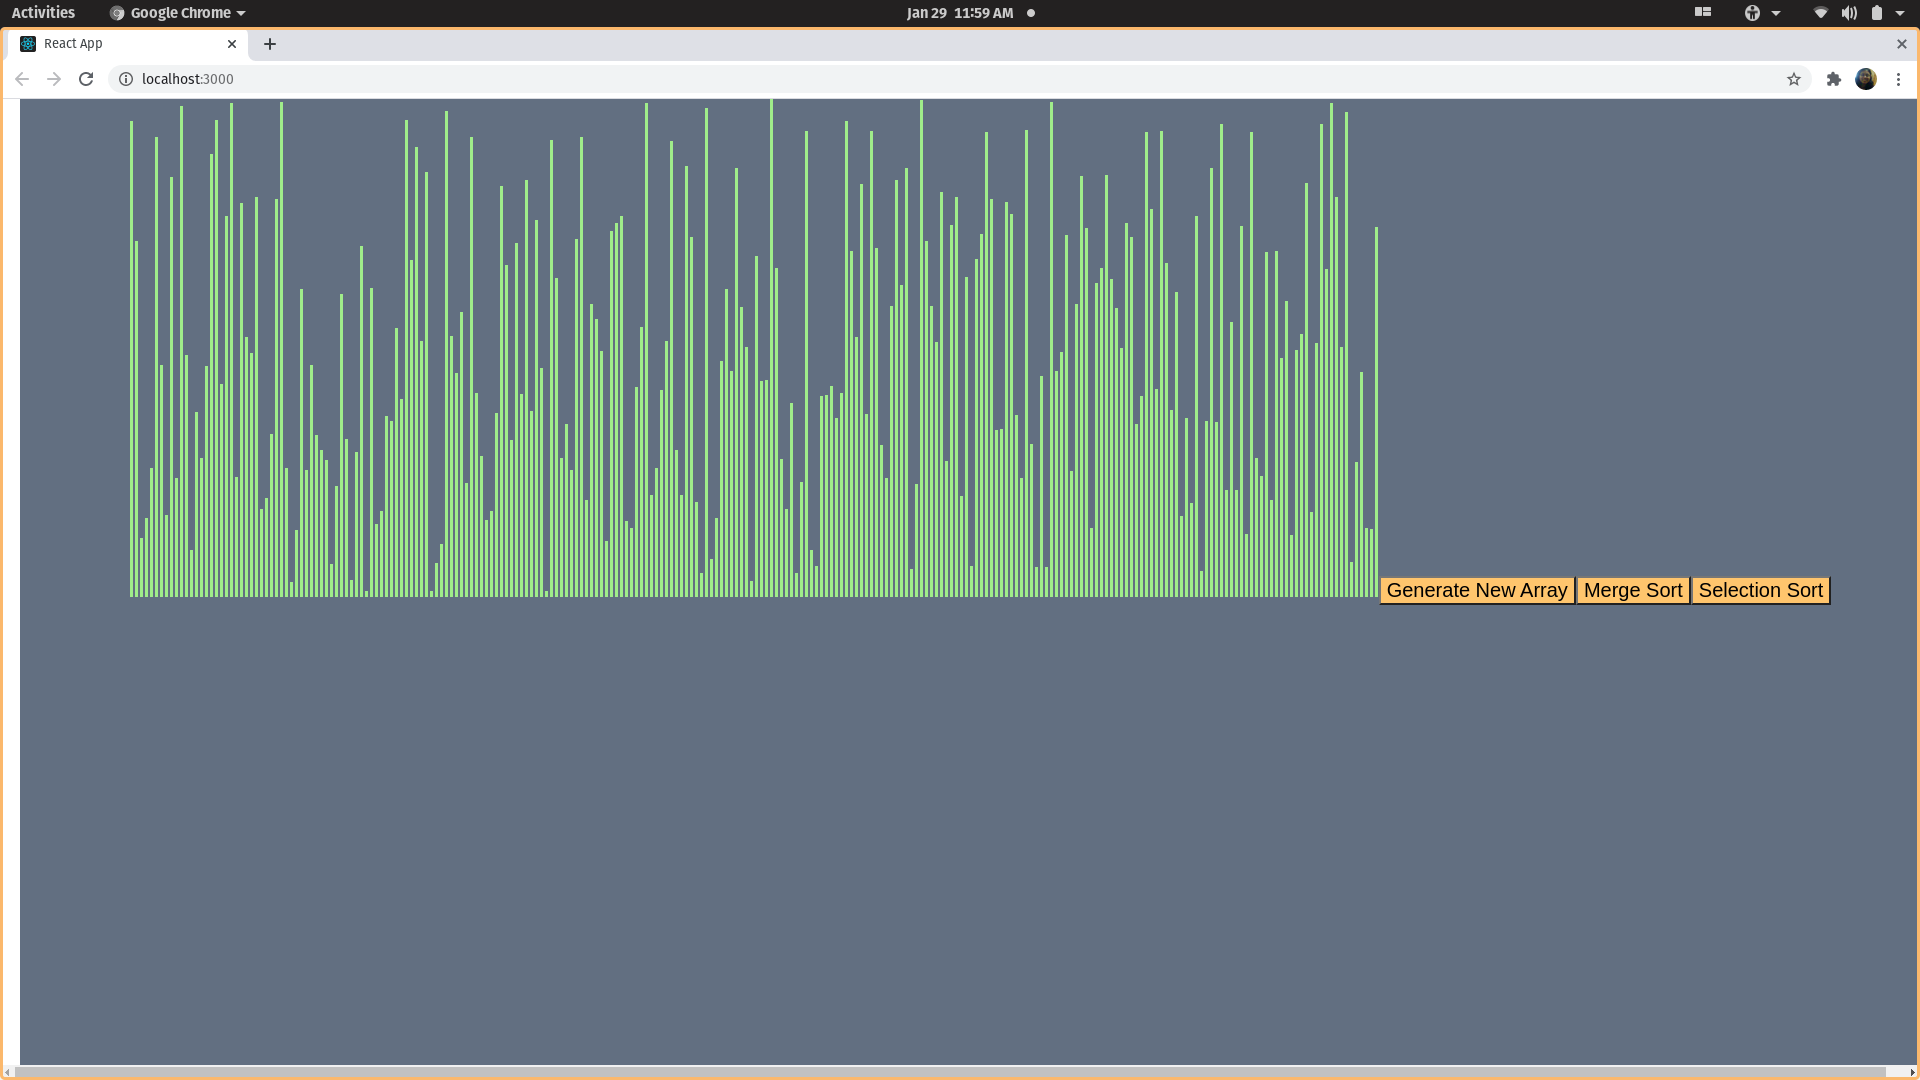 Activities Google Chrome Jan 29 11:59 AM
React App
localhost:3000
Generate New Array Merge Sort Selection Sort